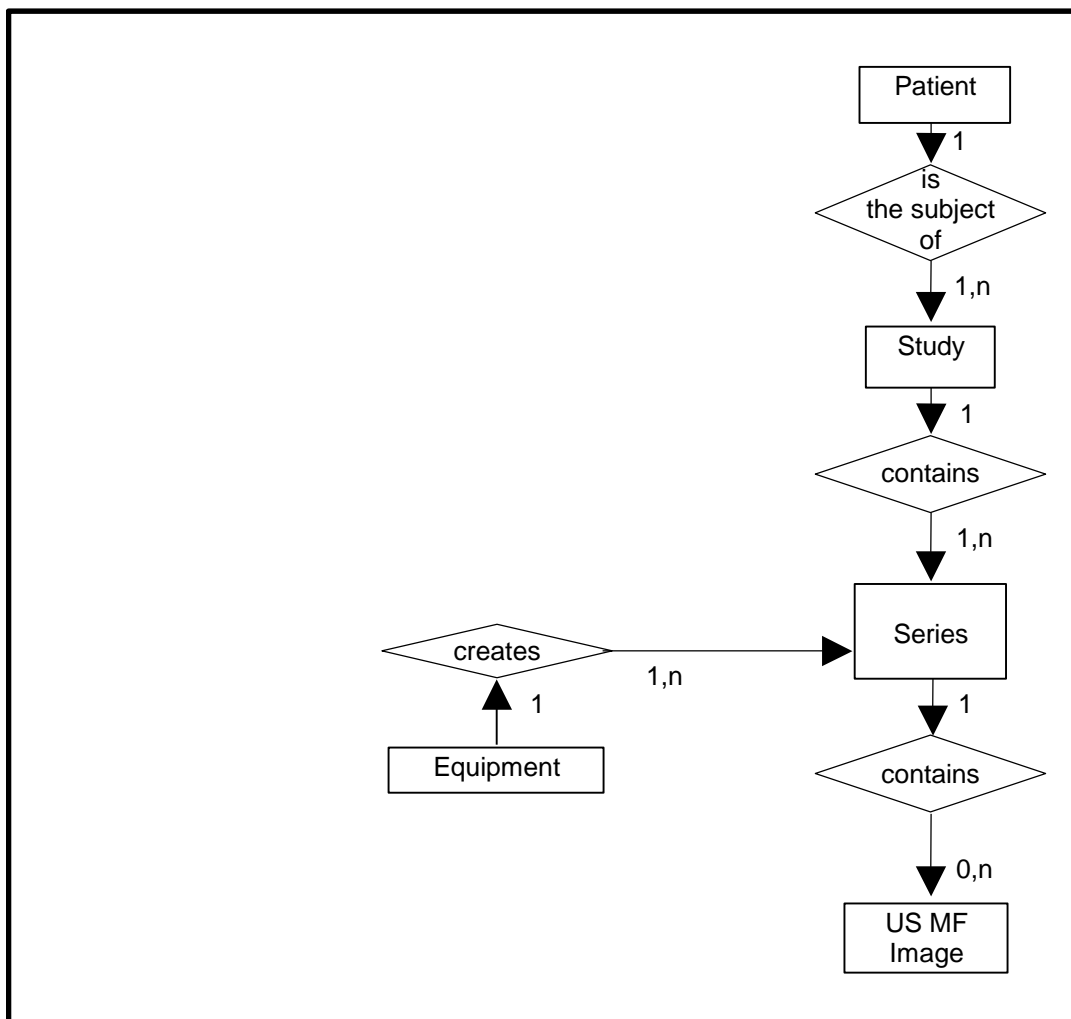 Patient
1
is
the subject
of
1,n
Study
1
contains
1,n
Series
creates
1,n
1
1
Equipment
contains
0,n
US MF
Image